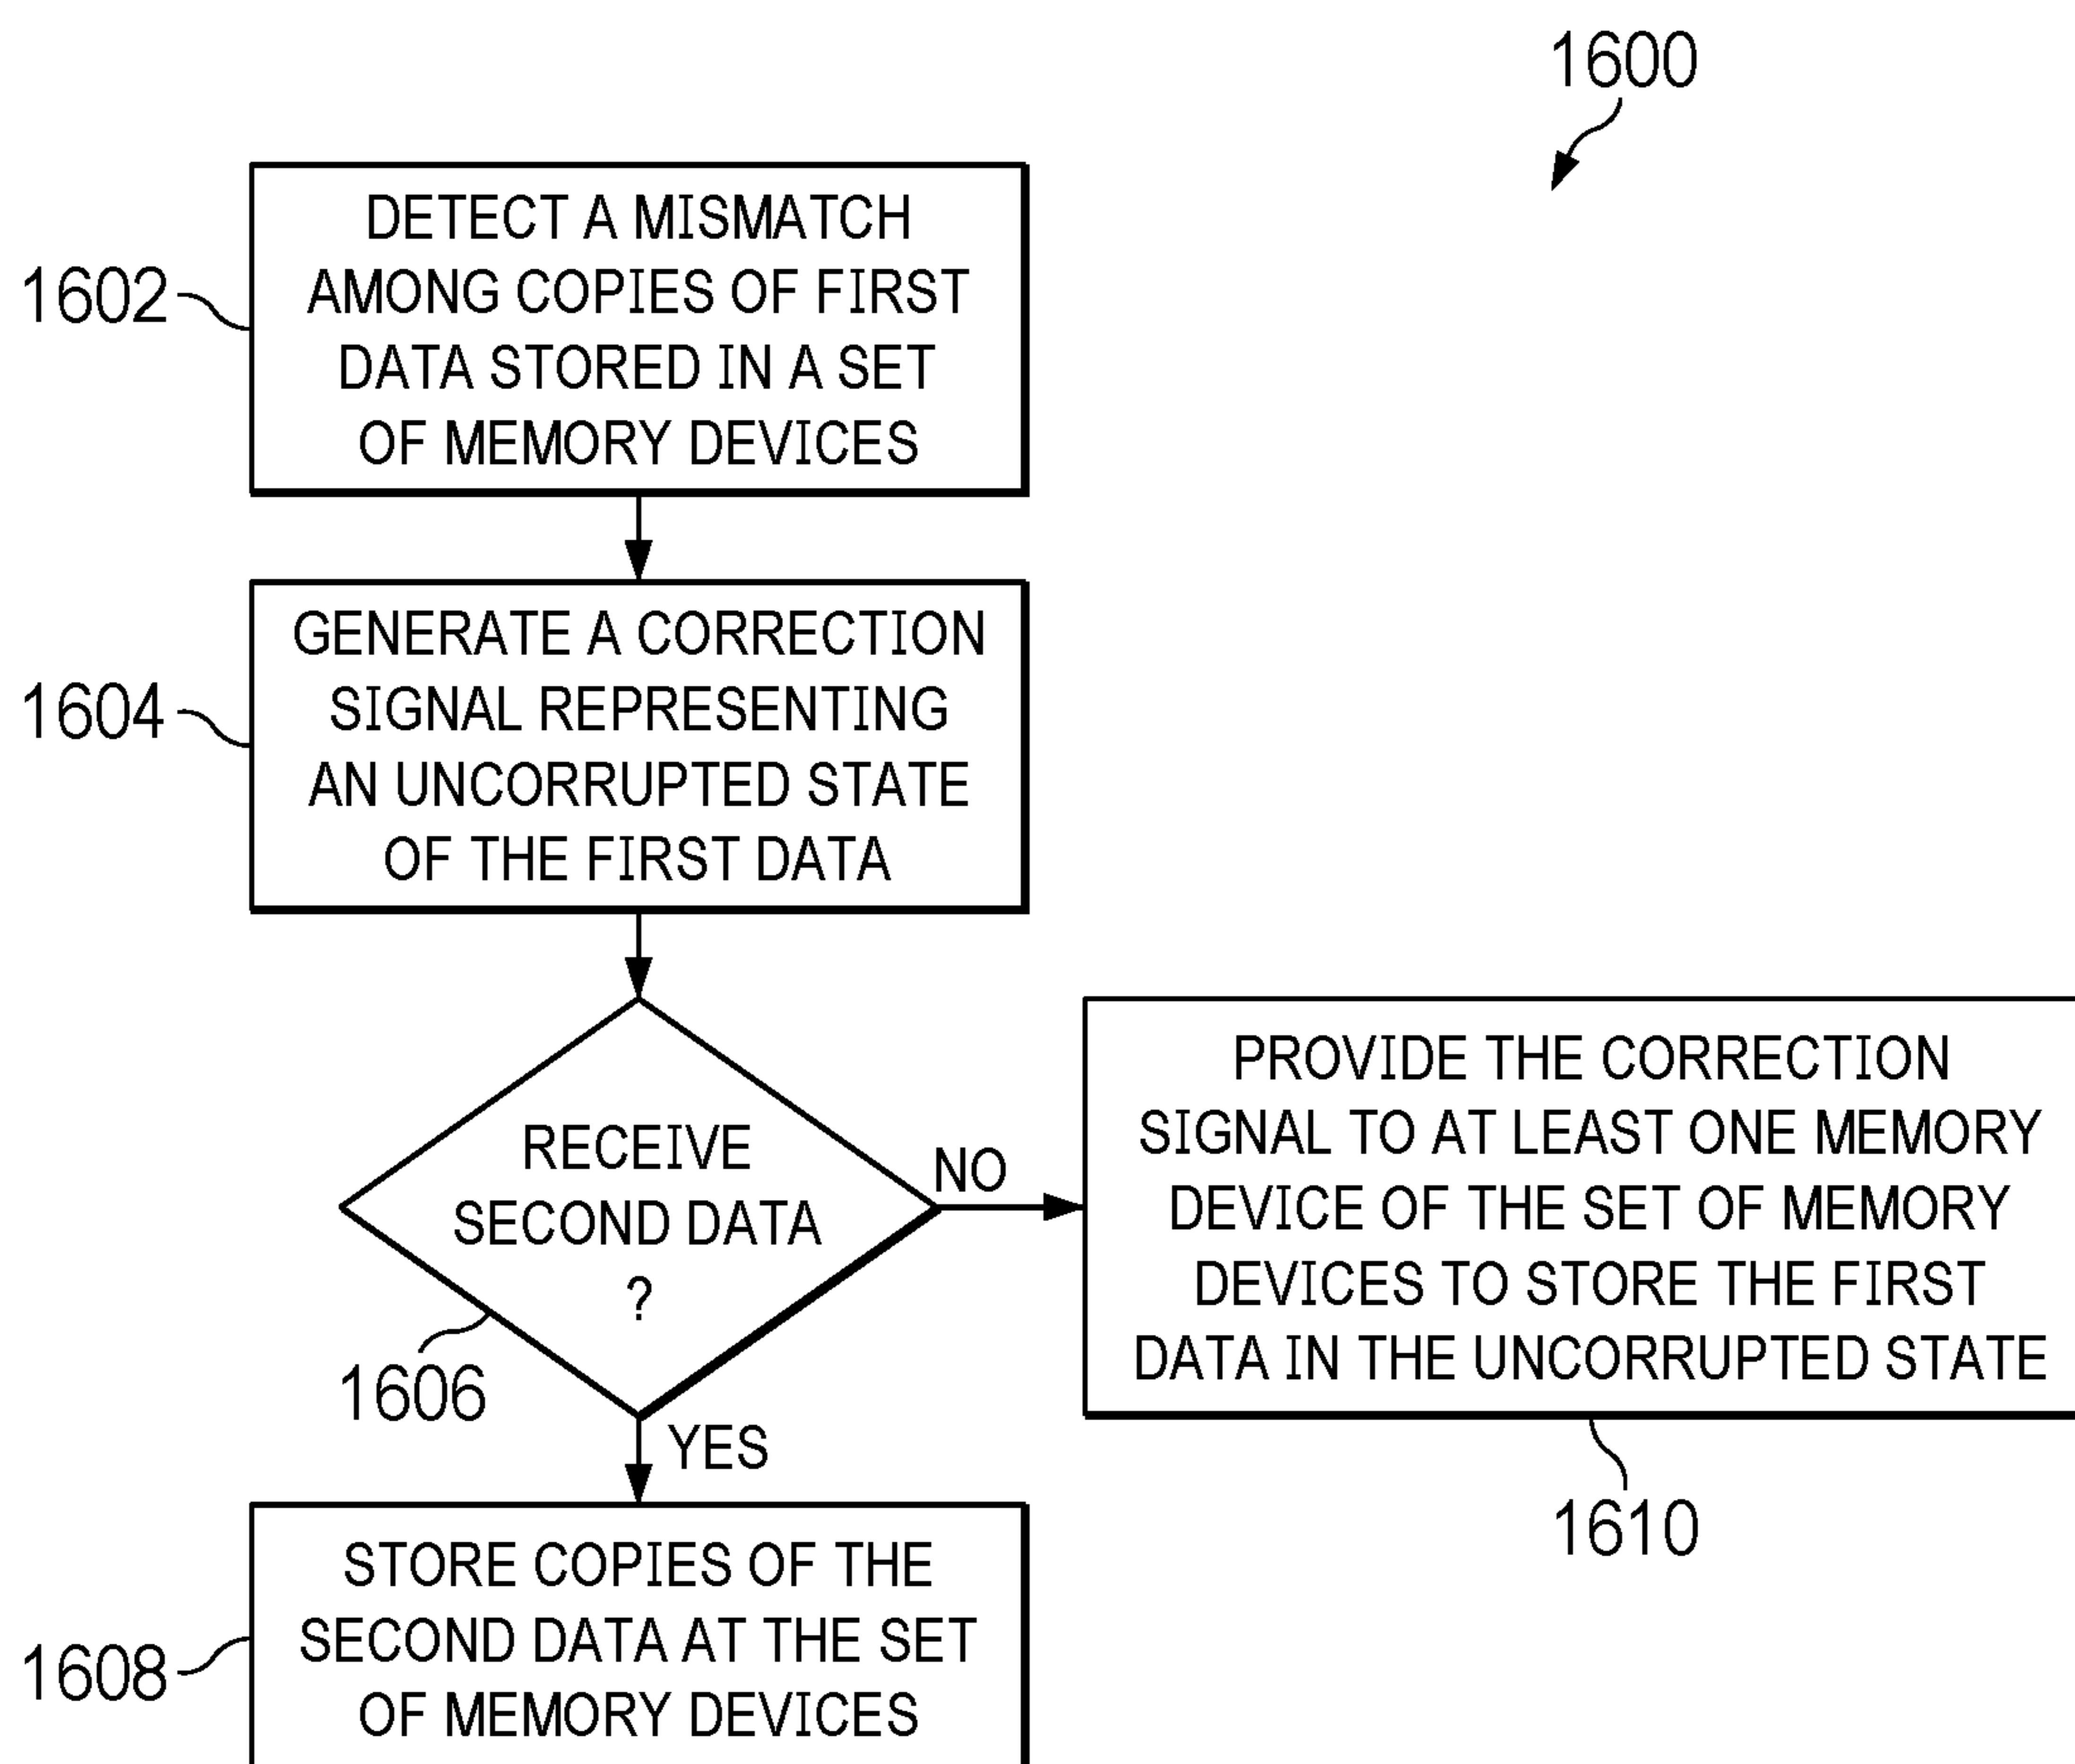 1600
1602
DETECT A MISMATCH
AMONG COPIES OF FIRST
DATA STORED IN A SET
OF MEMORY DEVICES
1604
GENERATE A CORRECTION
SIGNAL REPRESENTING
AN UNCORRUPTED STATE
OF THE FIRST DATA
RECEIVE
SECOND DATA
?
1606
NO
YES
PROVIDE THE CORRECTION
SIGNAL TO AT LEAST ONE MEMORY
DEVICE OF THE SET OF MEMORY
DEVICES TO STORE THE FIRST
DATA IN THE UNCORRUPTED STATE
1610
1608
STORE COPIES OF THE
SECOND DATA AT THE SET
OF MEMORY DEVICES